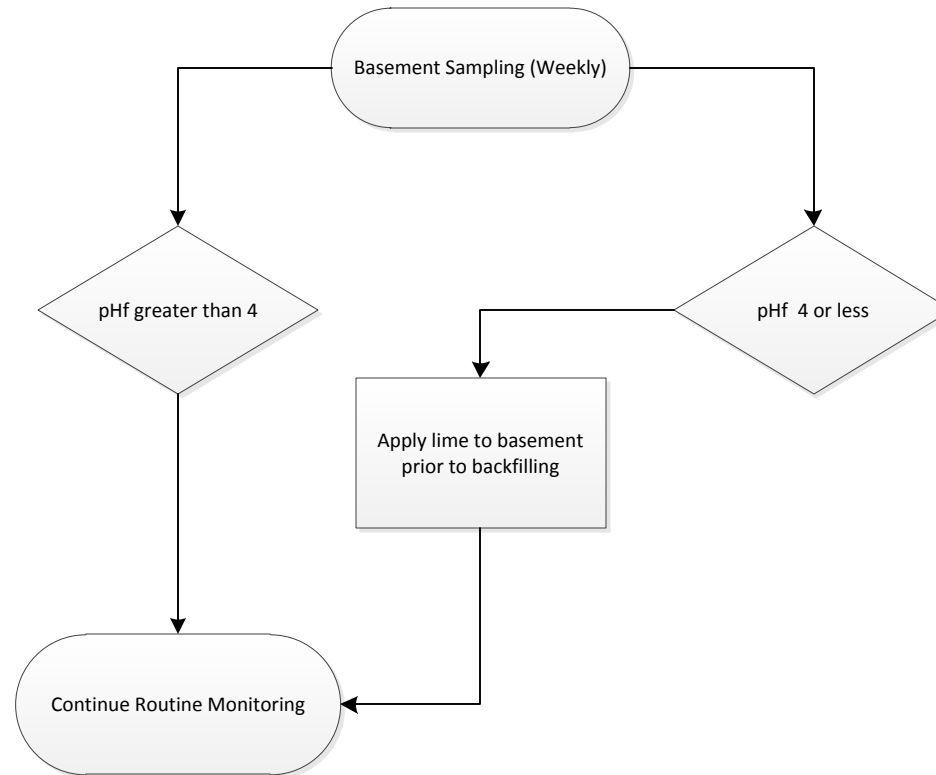 Basement Sampling (Weekly)
pHf greater than 4
pHf 4 or less
Apply lime to basement
prior to backfilling
Continue Routine Monitoring